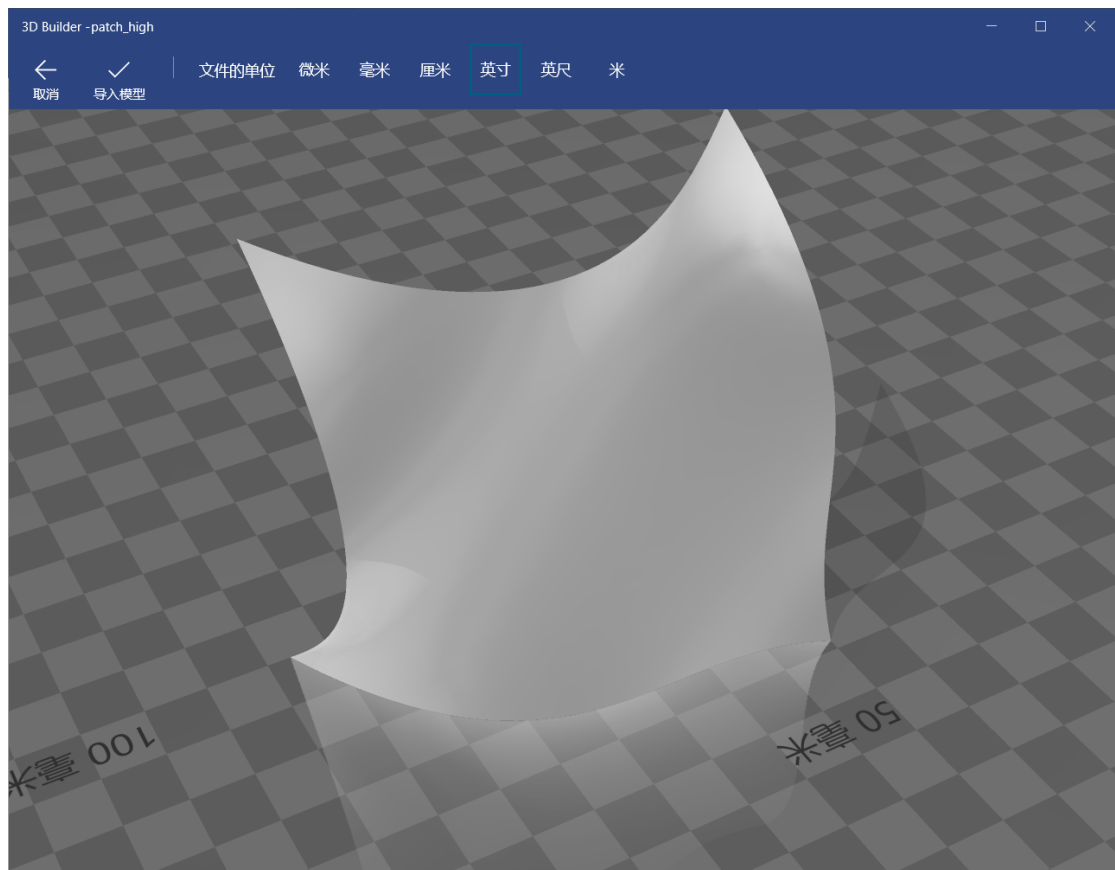 3D Builder -patch_high
取消
导入模型
文件的单位 微米 毫米 厘米 英寸 英尺 米
100 毫米
50 毫米